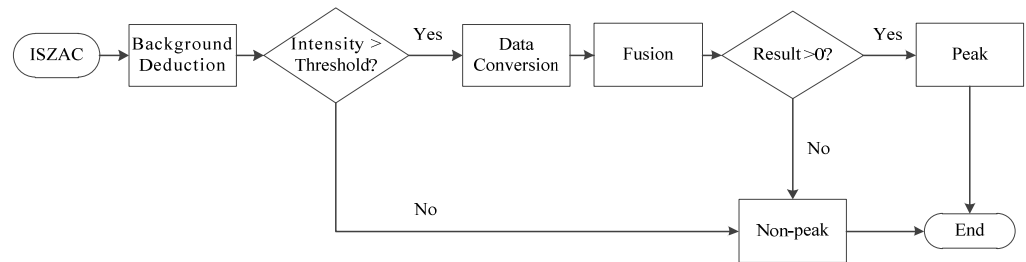 ISZAC
Background
Deduction
Intensity >
Threshold?
Yes
Data
Conversion
Fusion
Result >0?
Yes
Peak
No
No
Non-peak
End